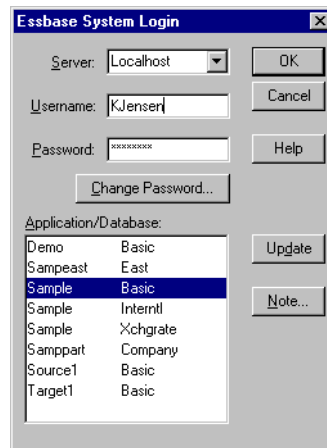 Essbase System Login
Server: Localhost OK
Username: KJensen Cancel
Password: ******** Help
Change Password...
Application/Database:
Demo Basic Update
Sampeast East
Sample Basic
Sample Interntl Note...
Sample Xchgrate
Samppart Company
Source1 Basic
Target1 Basic